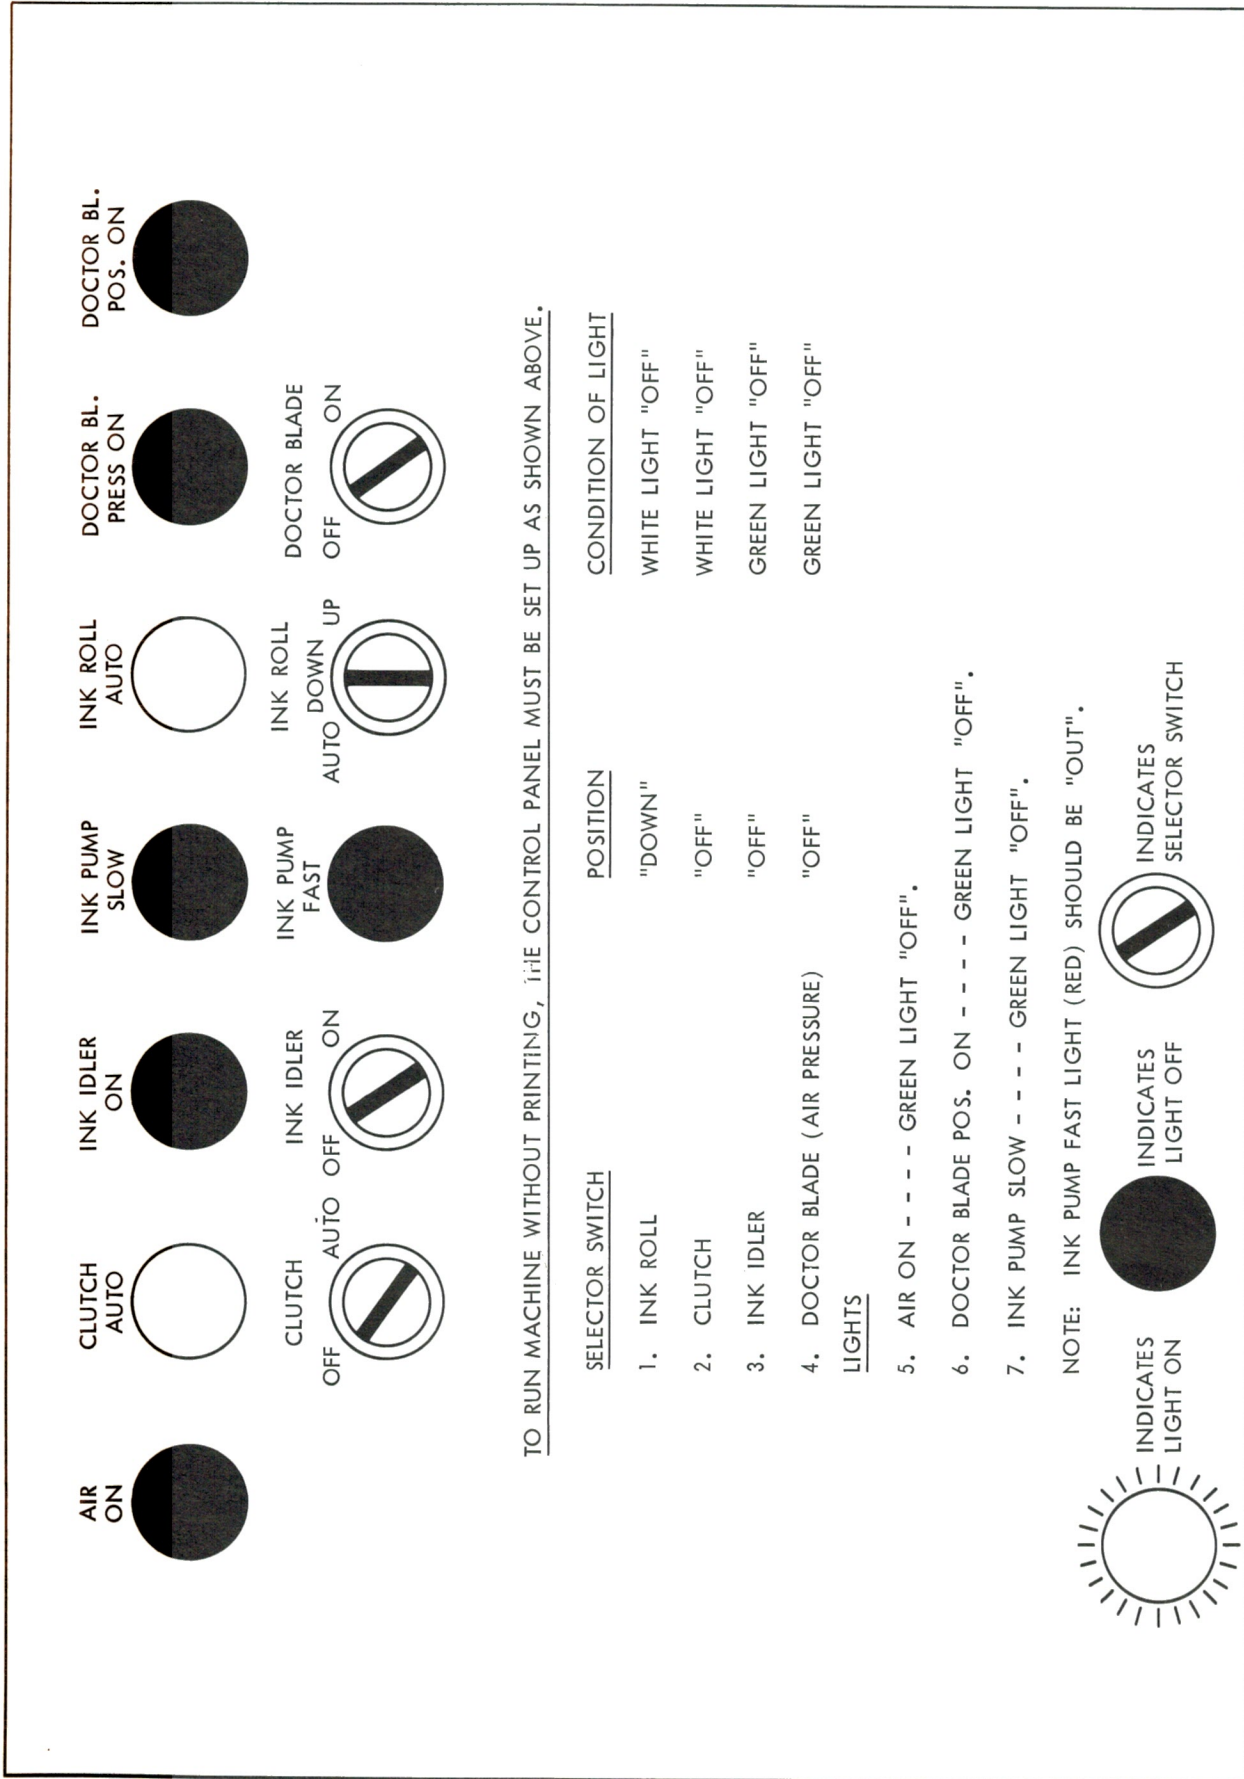 AIR
ON
CLUTCH
AUTO
INK IDLER
ON
INK PUMP
SLOW
INK ROLL
AUTO
DOCTOR BL.
PRESS ON
DOCTOR BL.
POS. ON
CLUTCH
OFF AUTO
INK IDLER
OFF ON
INK PUMP
FAST
INK ROLL
AUTO DOWN UP
DOCTOR BLADE
OFF ON
TO RUN MACHINE WITHOUT PRINTING, THE CONTROL PANEL MUST BE SET UP AS SHOWN ABOVE.
SELECTOR SWITCH POSITION CONDITION OF LIGHT
1. INK ROLL "DOWN" WHITE LIGHT "OFF"
2. CLUTCH "OFF" WHITE LIGHT "OFF"
3. INK IDLER "OFF" GREEN LIGHT "OFF"
4. DOCTOR BLADE (AIR PRESSURE) "OFF" GREEN LIGHT "OFF"
LIGHTS
5. AIR ON - - - - GREEN LIGHT "OFF".
6. DOCTOR BLADE POS. ON - - - - GREEN LIGHT "OFF".
7. INK PUMP SLOW - - - - GREEN LIGHT "OFF".
NOTE: INK PUMP FAST LIGHT (RED) SHOULD BE "OUT".
INDICATES
LIGHT ON
INDICATES
LIGHT OFF
INDICATES
SELECTOR SWITCH